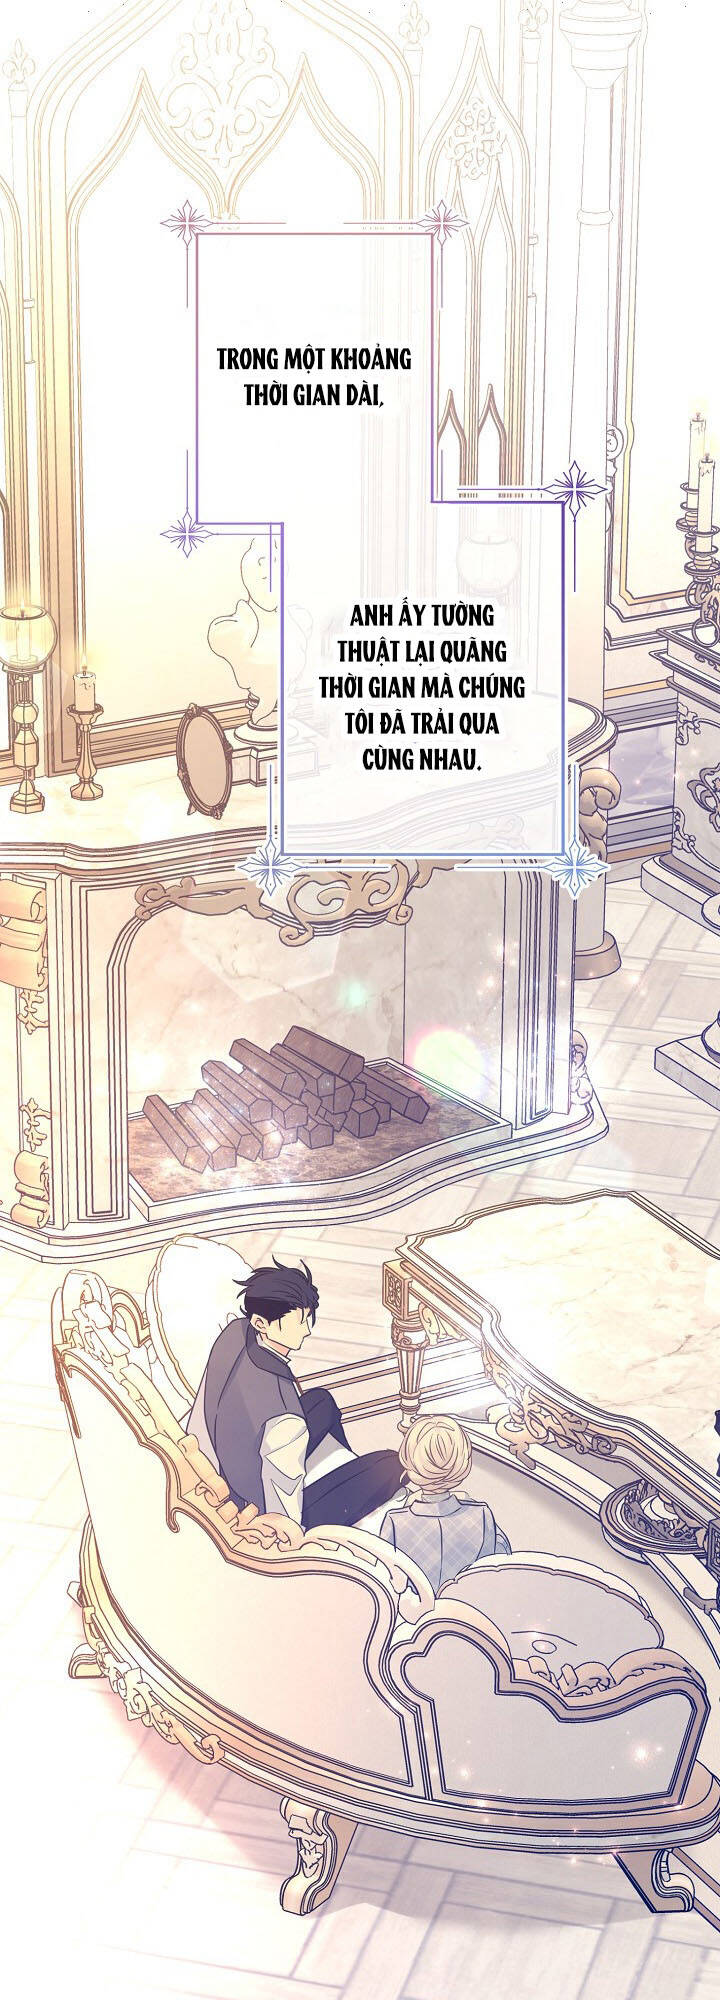 TRONG MỘT KHOẢNG
THỜI GIAN DÀI,
ANH ẤY TƯỜNG
THUẬT LẠI QUÃNG
THỜI GIAN MÀ CHÚNG
TÔI ĐÃ TRẢI QUA
CÙNG NHAU.